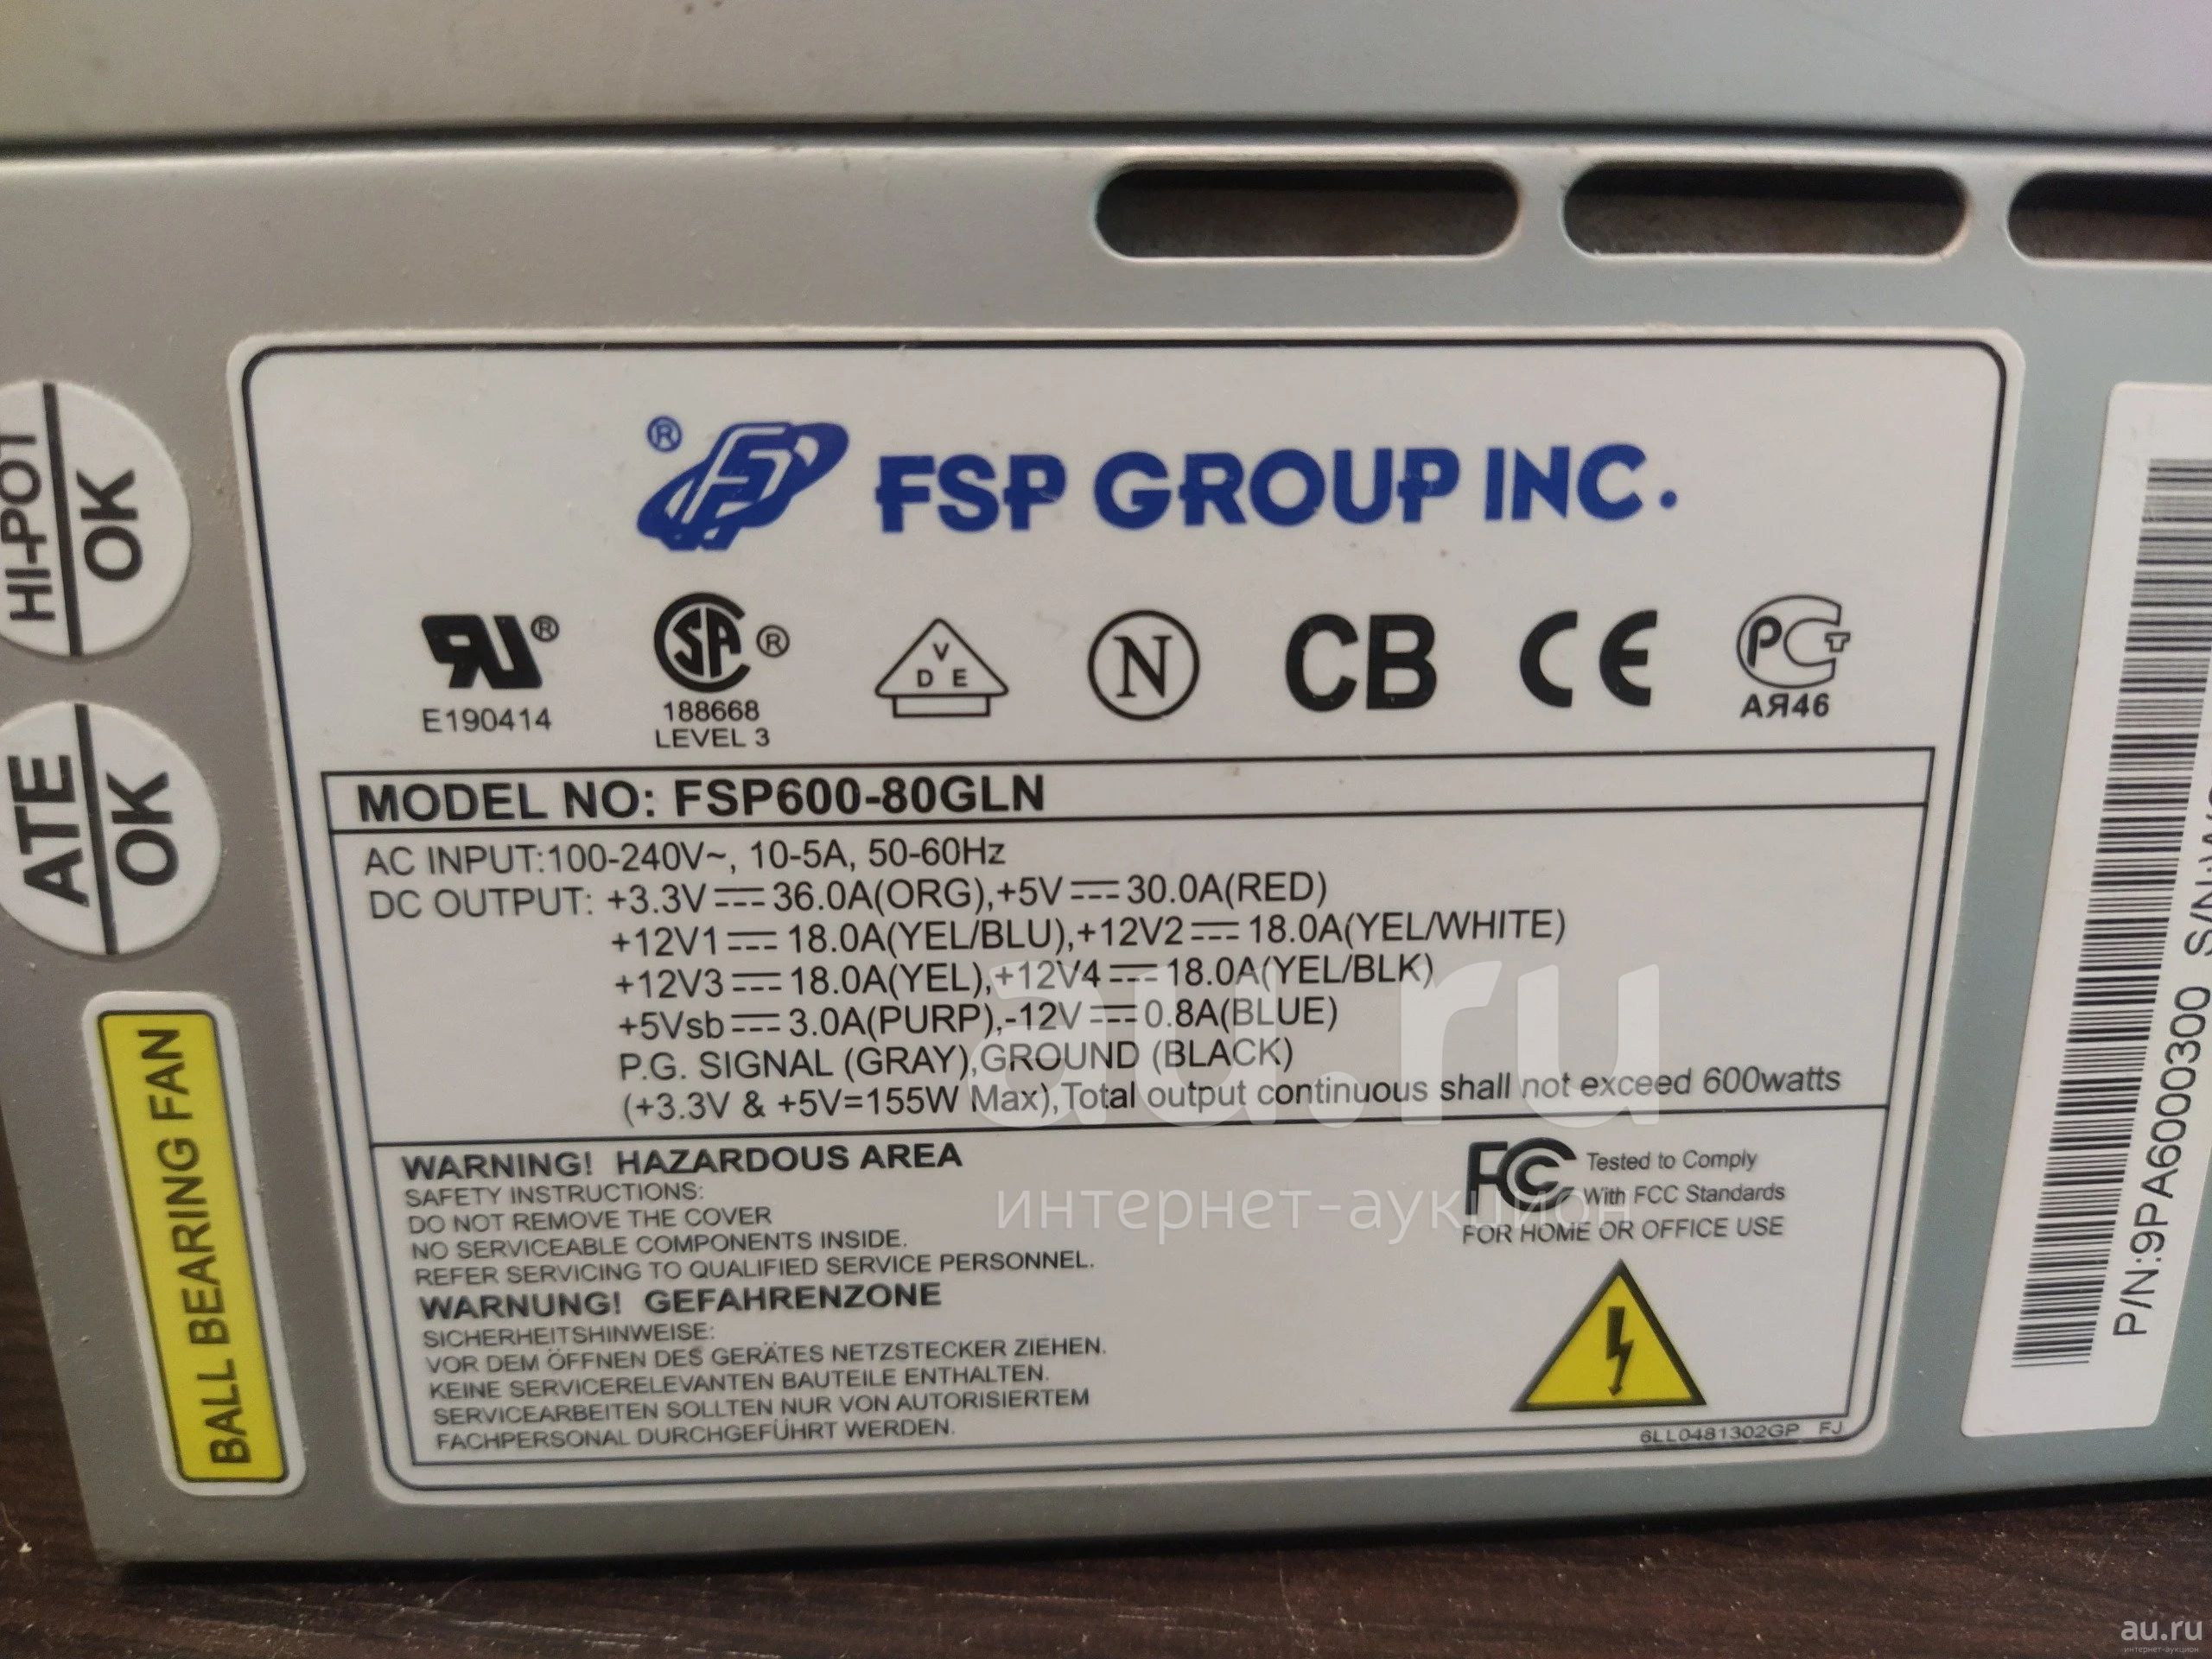 HI-POT
OK
ATE
OK
BALL BEARING FAN
® FSP GROUP INC.
®
E190414
SA ®
188668
LEVEL 3
V
D E
N
CB
CE
РСТ
АЯ46
MODEL NO: FSP600-80GLN
AC INPUT:100-240V~, 10-5A, 50-60Hz
DC OUTPUT: +3.3V⎓36.0A(ORG),+5V⎓30.0A(RED)
+12V1⎓18.0A(YEL/BLU),+12V2⎓18.0A(YEL/WHITE)
+12V3⎓18.0A(YEL),+12V4⎓18.0A(YEL/BLK)
+5Vsb⎓3.0A(PURP),-12V⎓0.8A(BLUE)
P.G. SIGNAL (GRAY),GROUND (BLACK)
(+3.3V & +5V=155W Max),Total output continuous shall not exceed 600watts
WARNING! HAZARDOUS AREA
SAFETY INSTRUCTIONS:
DO NOT REMOVE THE COVER
NO SERVICEABLE COMPONENTS INSIDE.
REFER SERVICING TO QUALIFIED SERVICE PERSONNEL.
WARNUNG! GEFAHRENZONE
SICHERHEITSHINWEISE:
VOR DEM ÖFFNEN DES GERÄTES NETZSTECKER ZIEHEN.
KEINE SERVICERELEVANTEN BAUTEILE ENTHALTEN.
SERVICEARBEITEN SOLLTEN NUR VON AUTORISIERTEM
FACHPERSONAL DURCHGEFÜHRT WERDEN.
FC Tested to Comply
With FCC Standards
FOR HOME OR OFFICE USE
6LL0481302GP FJ
P/N:9PA6000300
au.ru
интернет-аукцион
au.ru
интернет-аукцион